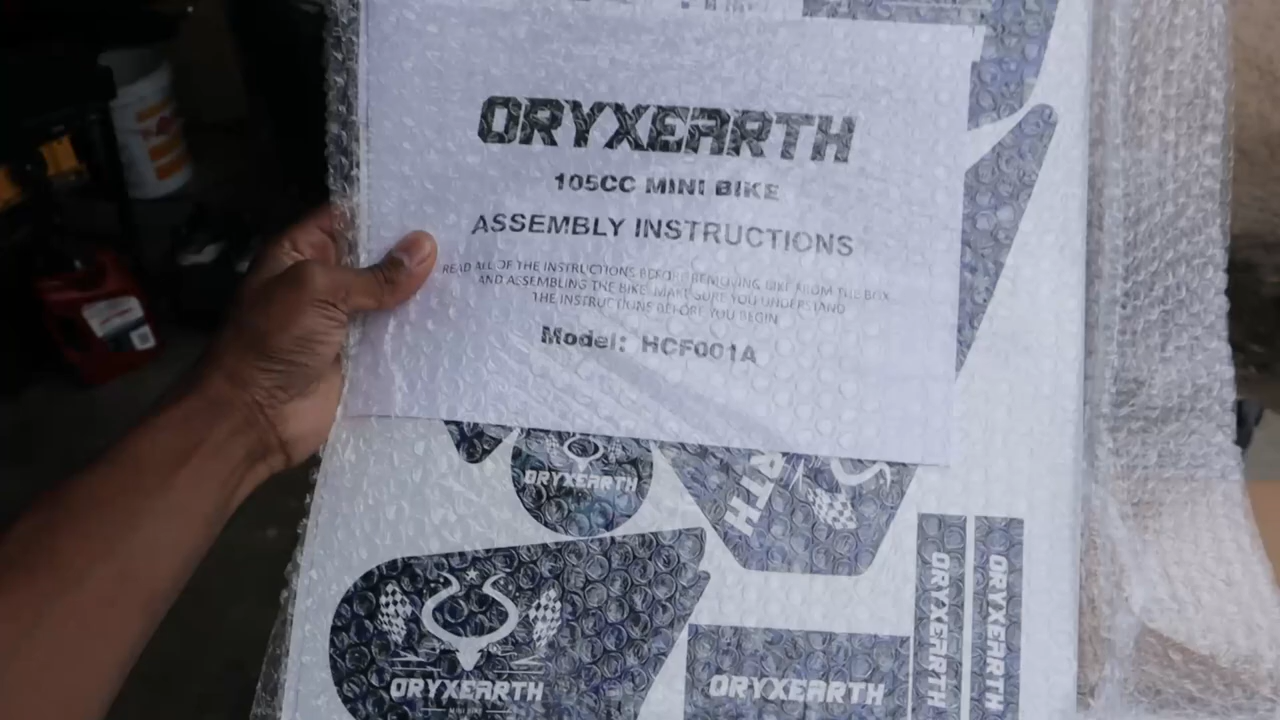 ORYXEARTH
105CC MINI BIKE
ASSEMBLY INSTRUCTIONS
READ ALL OF THE INSTRUCTIONS BEFORE REMOVING BIKE FROM THE BOX
AND ASSEMBLING THE BIKE. MAKE SURE YOU UNDERSTAND
THE INSTRUCTIONS BEFORE YOU BEGIN
Model: HCF001A
ORYXEARTH
RTH
ORYXEARTH
MINI BIKE
ORYXEARTH
ORYXEARTH
ORYXEARTH